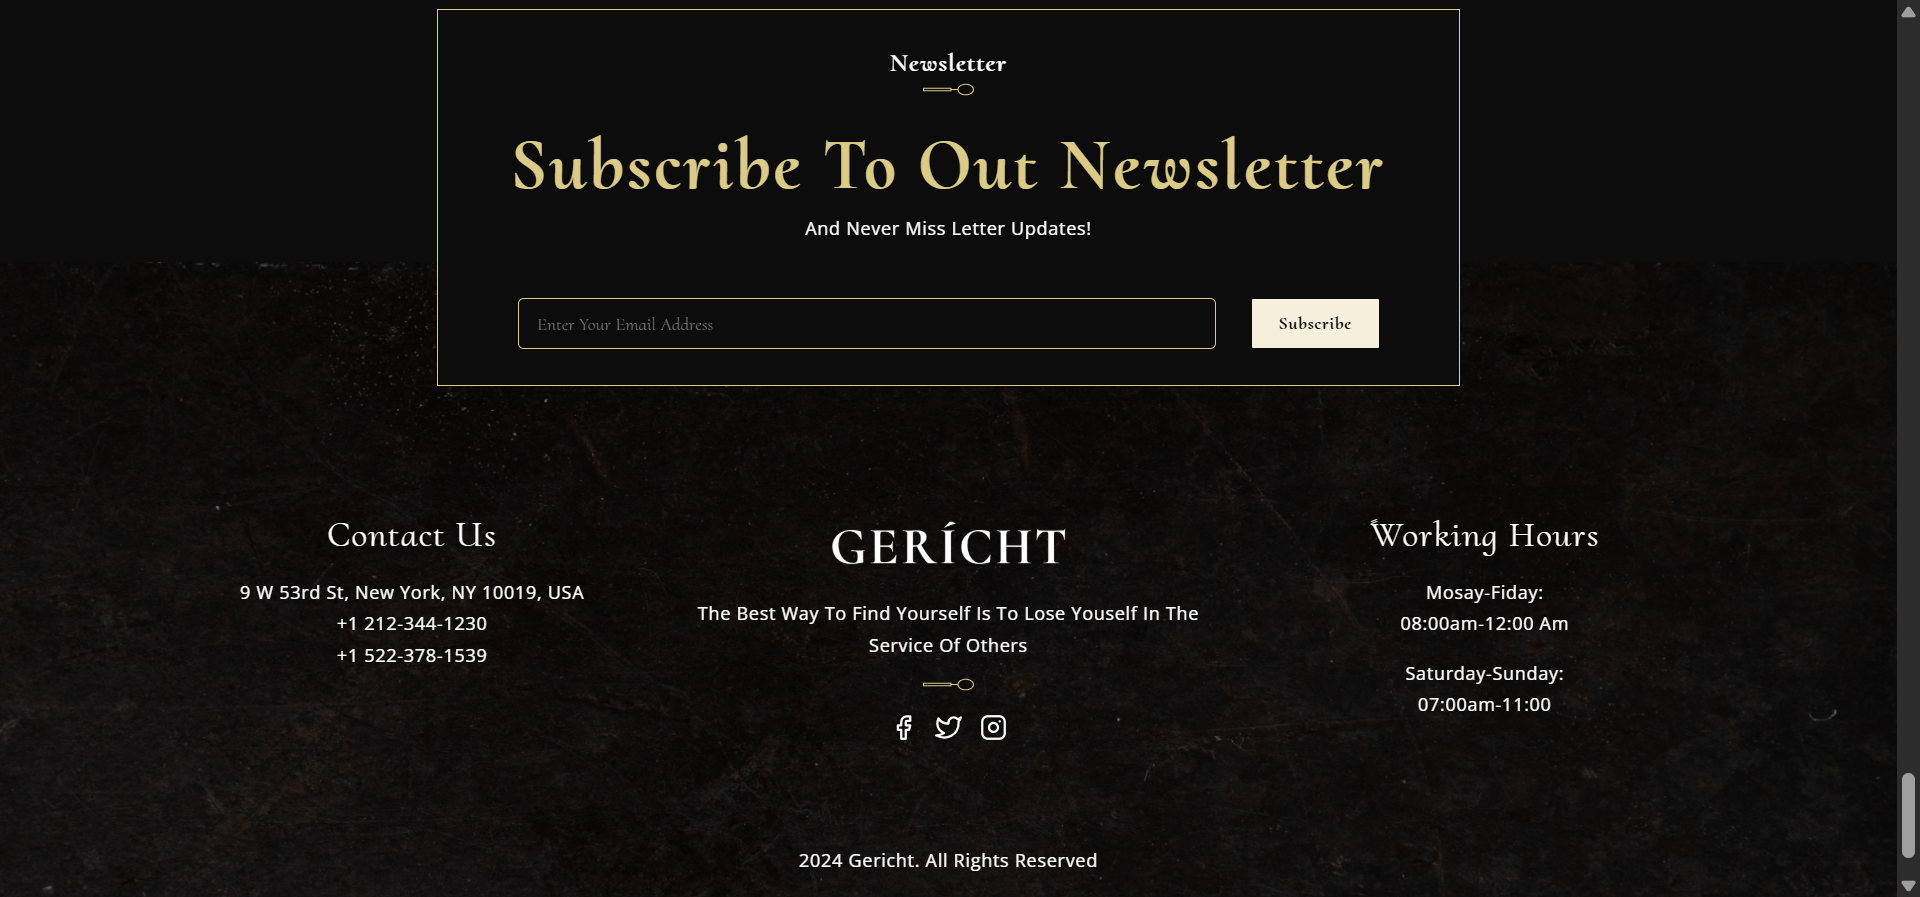 Newsletter
Subscribe To Out Newsletter
And Never Miss Letter Updates!
Enter Your Email Address
Subscribe
Contact Us
9 W 53rd St, New York, NY 10019, USA
+1 212-344-1230
+1 522-378-1539
GERÍCHT
The Best Way To Find Yourself Is To Lose Youself In The
Service Of Others
Working Hours
Mosay-Fiday:
08:00am-12:00 Am
Saturday-Sunday:
07:00am-11:00
2024 Gericht. All Rights Reserved